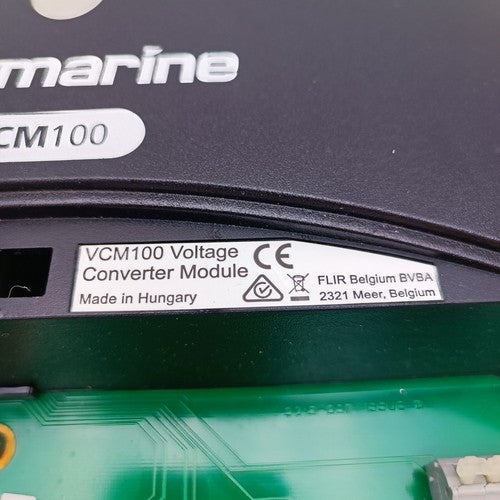 marine
CM100
VCM100 Voltage
Converter Module
Made in Hungary
CE
FLIR Belgium BVBA
2321 Meer, Belgium